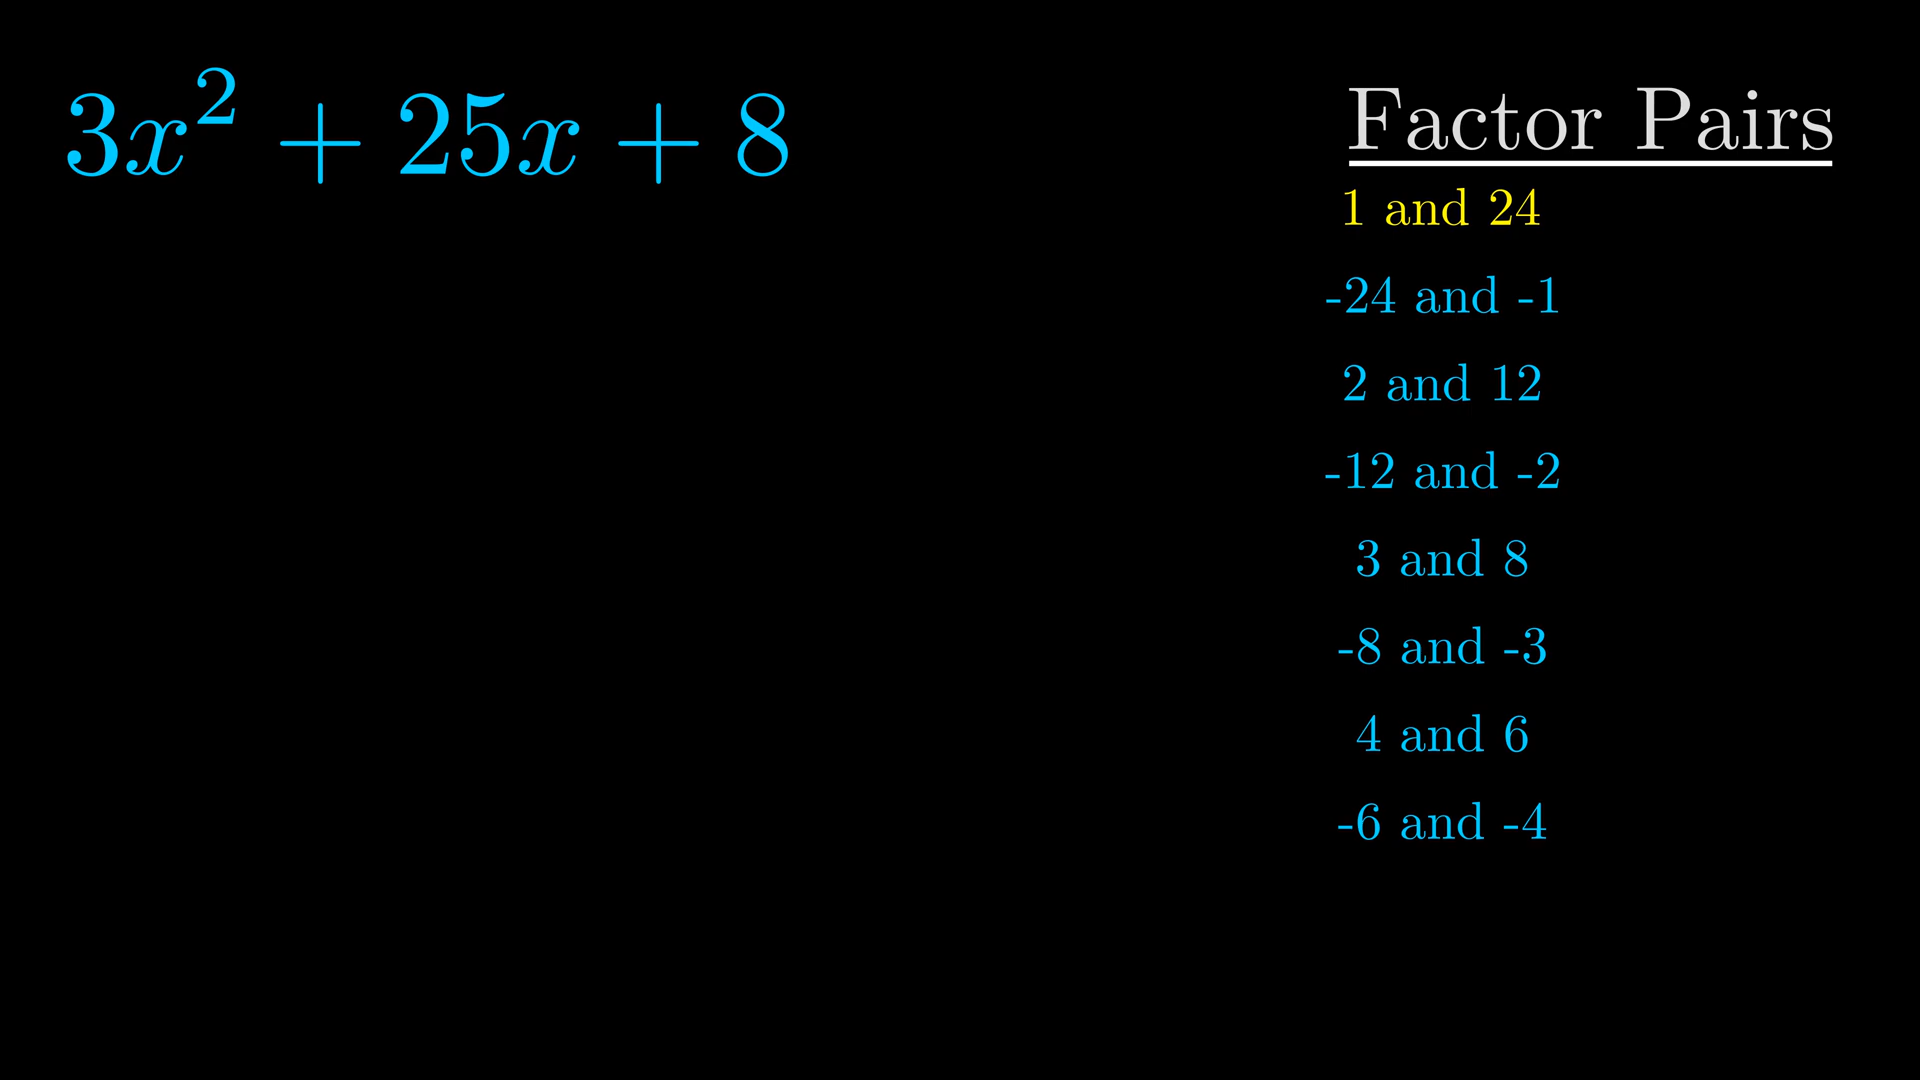 3x² + 25x + 8
Factor Pairs
1 and 24
-24 and -1
2 and 12
-12 and -2
3 and 8
-8 and -3
4 and 6
-6 and -4